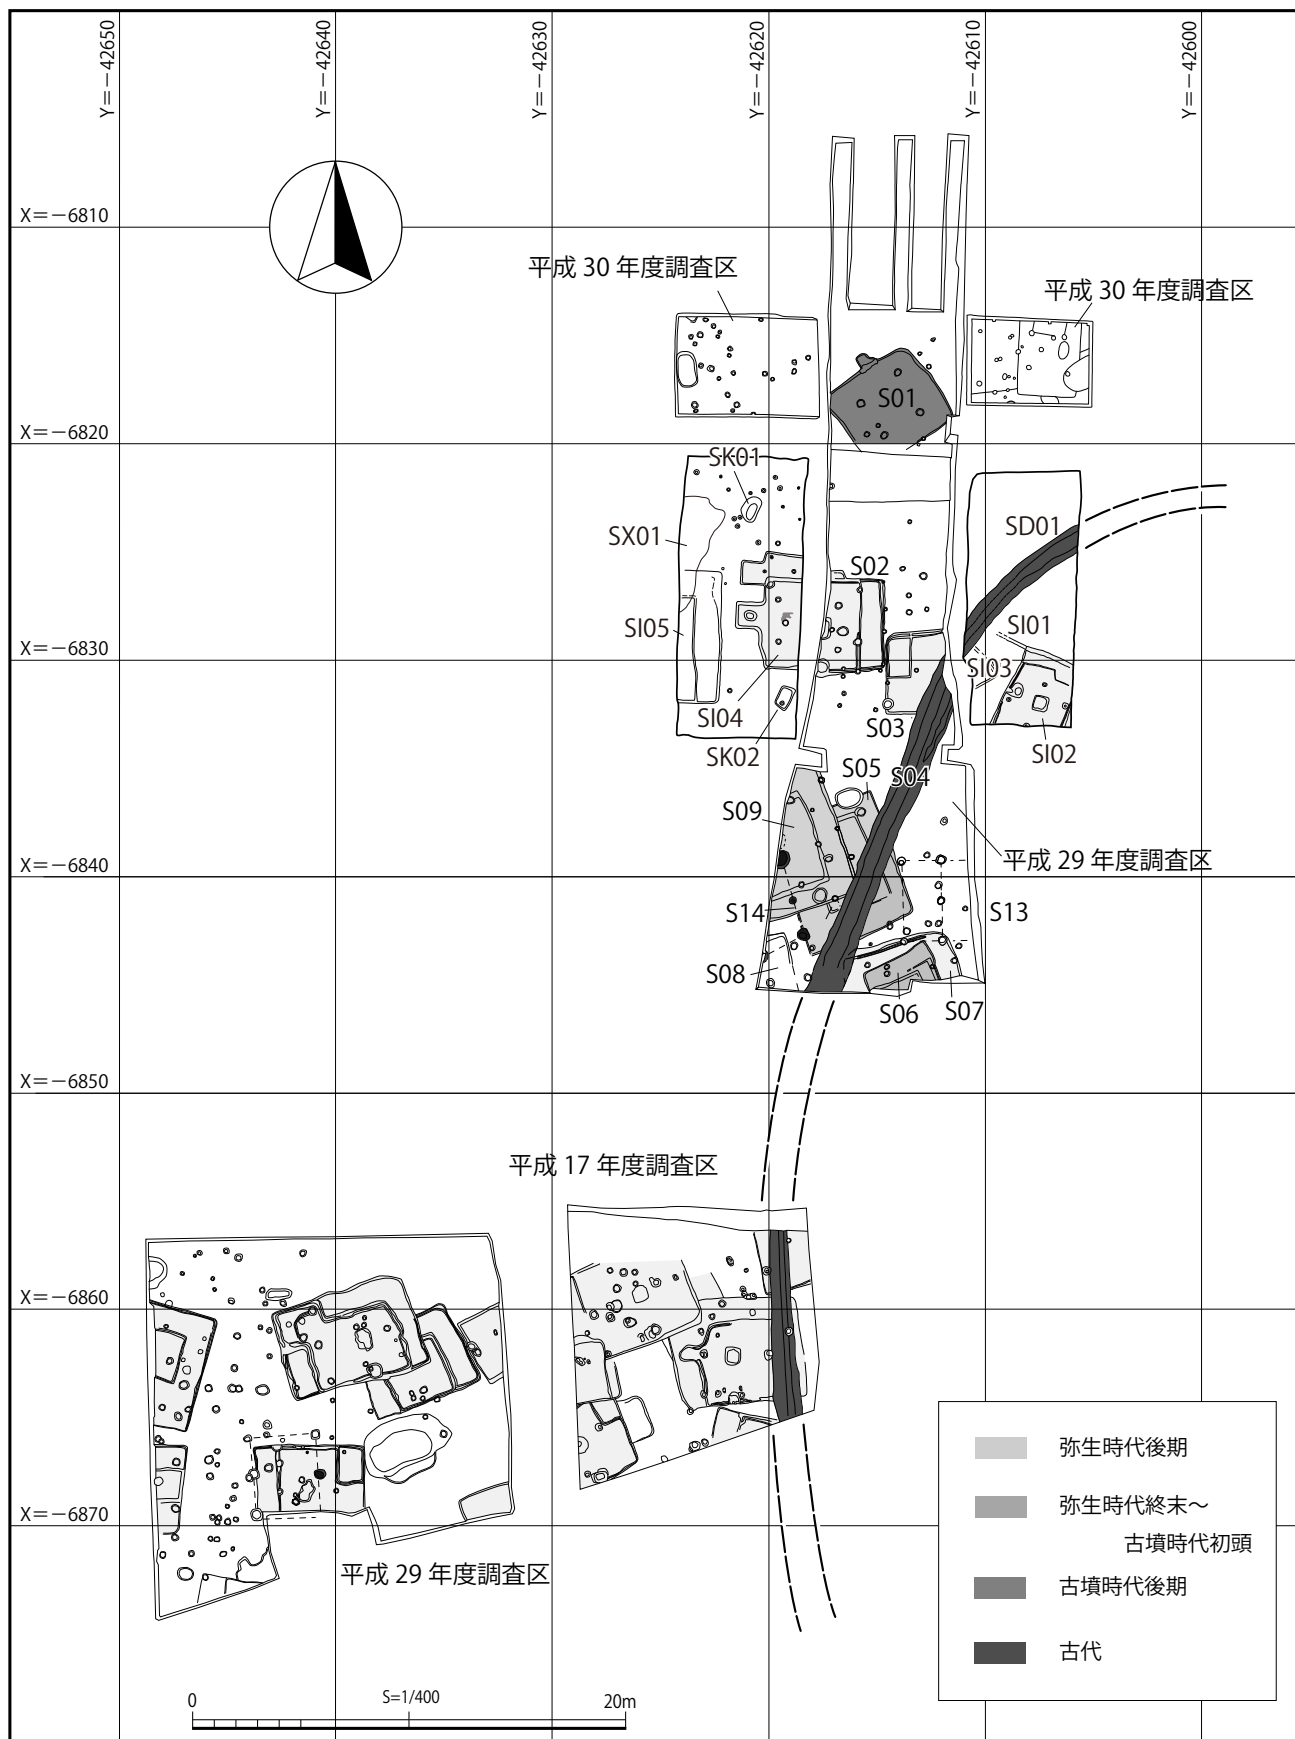 Y=−42650
Y=−42640
Y=−42630
Y=−42620
Y=−42610
Y=−42600
X=−6810
平成 30 年度調査区
平成 30 年度調査区
S01
X=−6820
SK01
SX01
SD01
S02
SI05
SI01
X=−6830
SI03
SI04
S03
SI02
SK02
S05
S04
S09
平成 29 年度調査区
X=−6840
S14
S13
S08
S06
S07
X=−6850
平成 17 年度調査区
X=−6860
X=−6870
平成 29 年度調査区
弥生時代後期
弥生時代終末～
古墳時代初頭
古墳時代後期
古代
0
S=1/400
20m